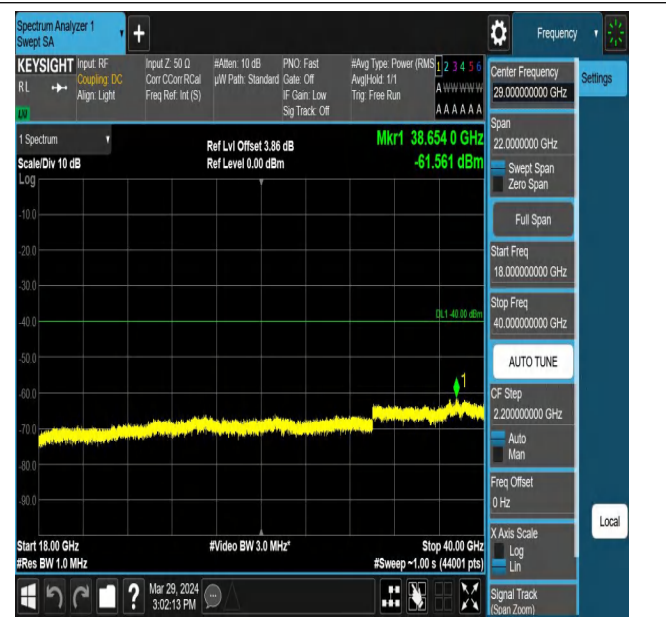 Spectrum Analyzer 1
Swept SA
+
Frequency
KEYSIGHT
RL
LXI
Input: RF
Coupling: DC
Align: Light
Input Z: 50 Ω
Corr CCorr RCal
Freq Ref: Int (S)
#Atten: 10 dB
µW Path: Standard
PNO: Fast
Gate: Off
IF Gain: Low
Sig Track: Off
#Avg Type: Power (RMS
Avg|Hold: 1/1
Trig: Free Run
1 2 3 4 5 6
A W W W W W
A A A A A A
1 Spectrum
Scale/Div 10 dB
Log
Ref Lvl Offset 3.86 dB
Ref Level 0.00 dBm
Mkr1 38.654 0 GHz
-61.561 dBm
-10.0
-20.0
-30.0
-40.0
DL1 -40.00 dBm
-50.0
1
-60.0
-70.0
-80.0
-90.0
Start 18.00 GHz
#Res BW 1.0 MHz
#Video BW 3.0 MHz*
Stop 40.00 GHz
#Sweep ~1.00 s (44001 pts)
?
Mar 29, 2024
3:02:13 PM
Center Frequency
29.000000000 GHz
Settings
Span
22.0000000 GHz
Swept Span
Zero Span
Full Span
Start Freq
18.000000000 GHz
Stop Freq
40.000000000 GHz
AUTO TUNE
CF Step
2.200000000 GHz
Auto
Man
Freq Offset
0 Hz
X Axis Scale
Log
Lin
Local
Signal Track
(Span Zoom)